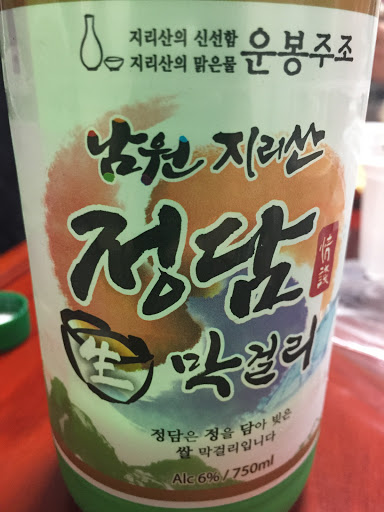 지리산의 신선함
지리산의 맑은물
운봉주조
남원 지리산
정담
情談
生
막걸리
정담은 정을 담아 빚은
쌀 막걸리입니다
Alc 6% / 750ml